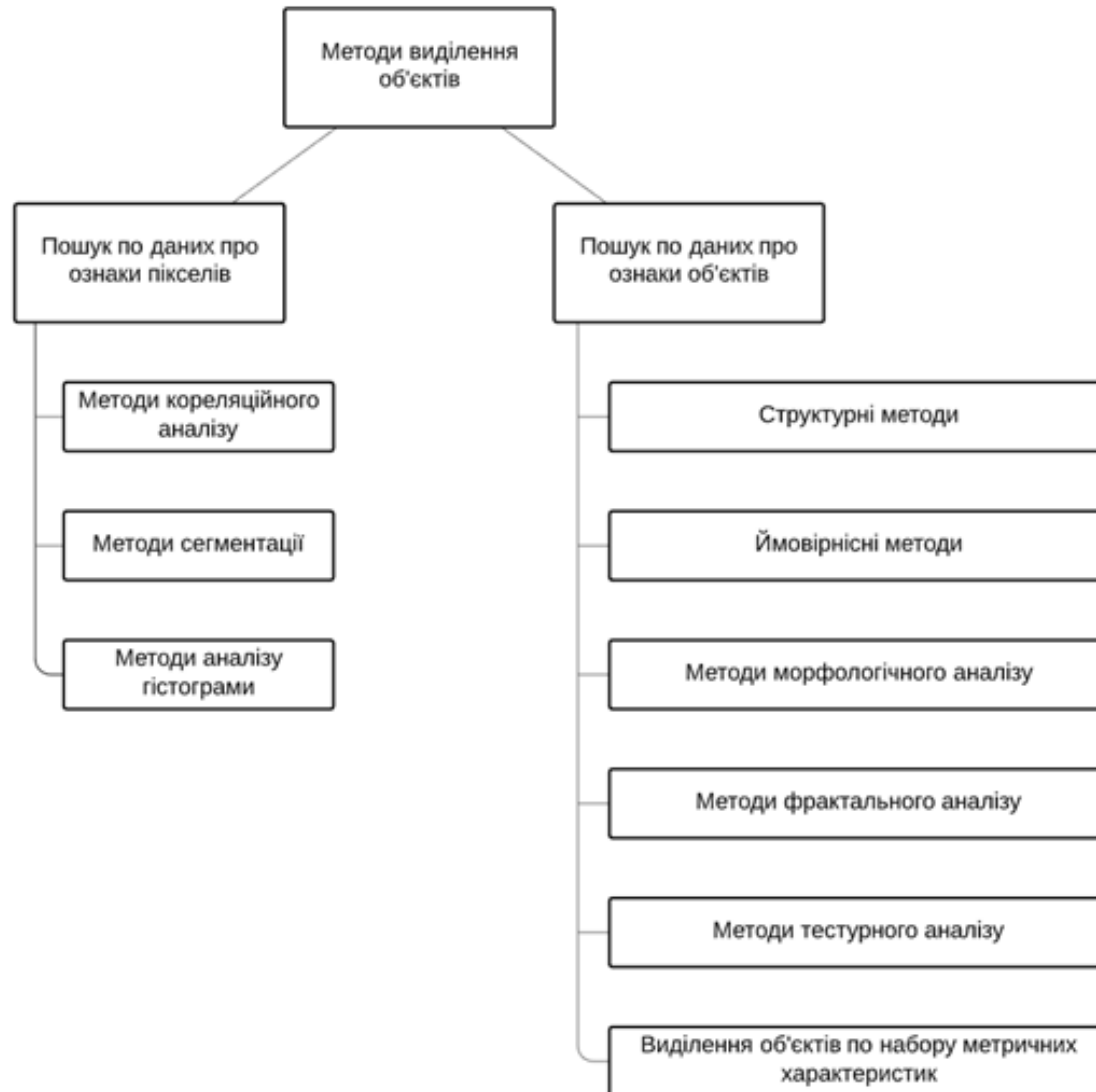 Методи виділення
об'єктів
Пошук по даних про
ознаки пікселів
Методи кореляційного
аналізу
Методи сегментації
Методи аналізу
гістограми
Пошук по даних про
ознаки об'єктів
Структурні методи
Ймовірнісні методи
Методи морфологічного аналізу
Методи фрактального аналізу
Методи тестурного аналізу
Виділення об'єктів по набору метричних
характеристик